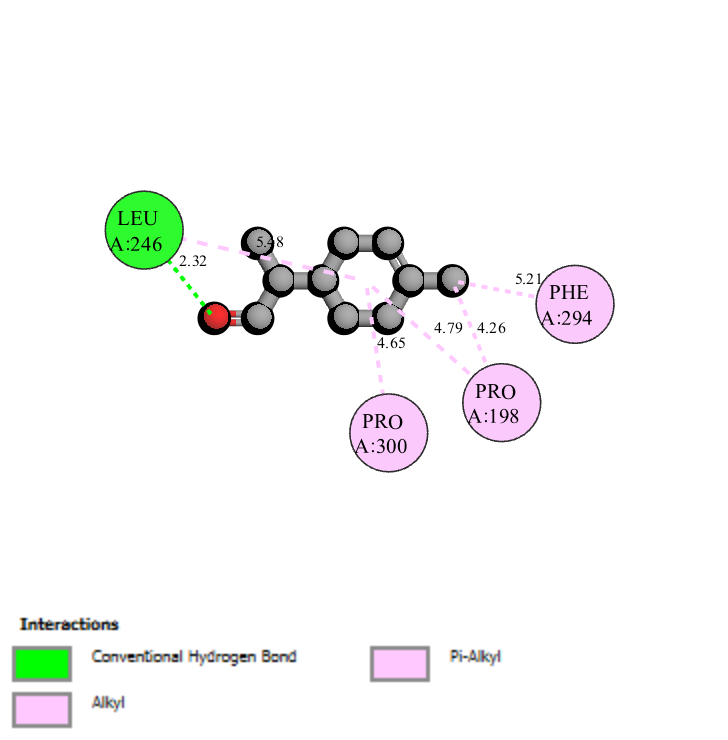 LEU
A:246
2.32
5.48
5.21
PHE
A:294
4.79
4.26
4.65
PRO
A:198
PRO
A:300
Interactions
Conventional Hydrogen Bond
Pi-Alkyl
Alkyl